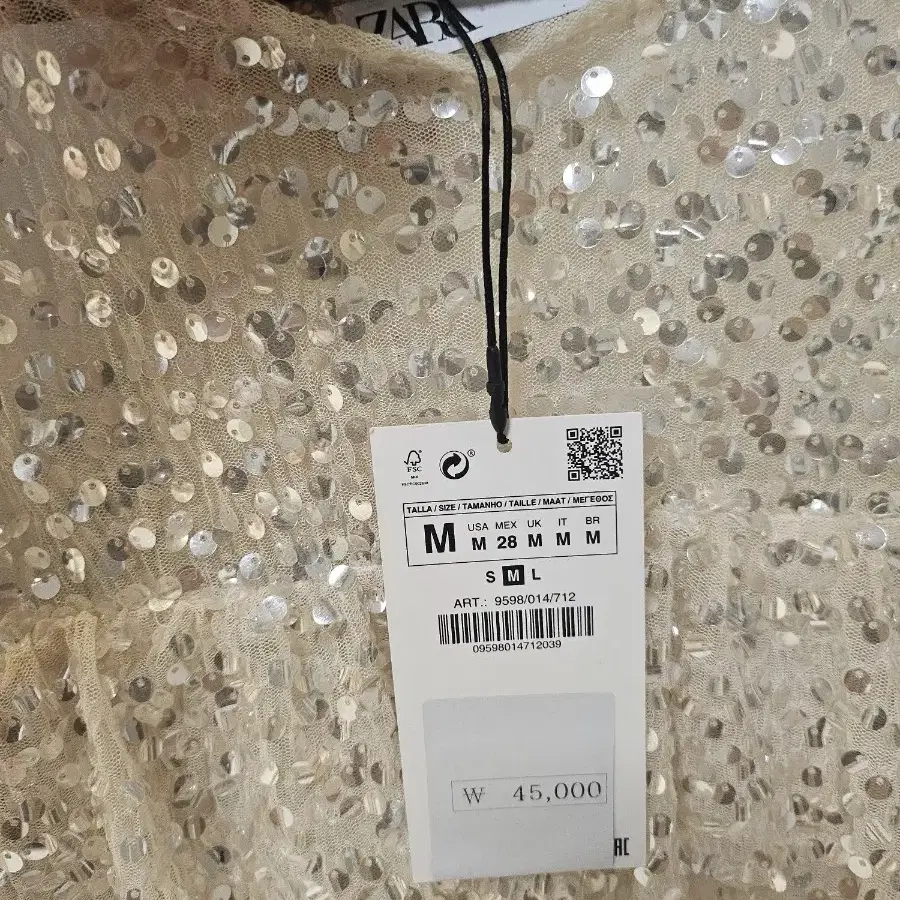 ZARA
FSC
MIX
®
TALLA / SIZE / TAMANHO / TAILLE / MAAT / ΜΕΓΕΘΟΣ
M
USA MEX UK IT BR
M 28 M M M
S M L
ART.: 9598/014/712
09598014712039
₩ 45,000